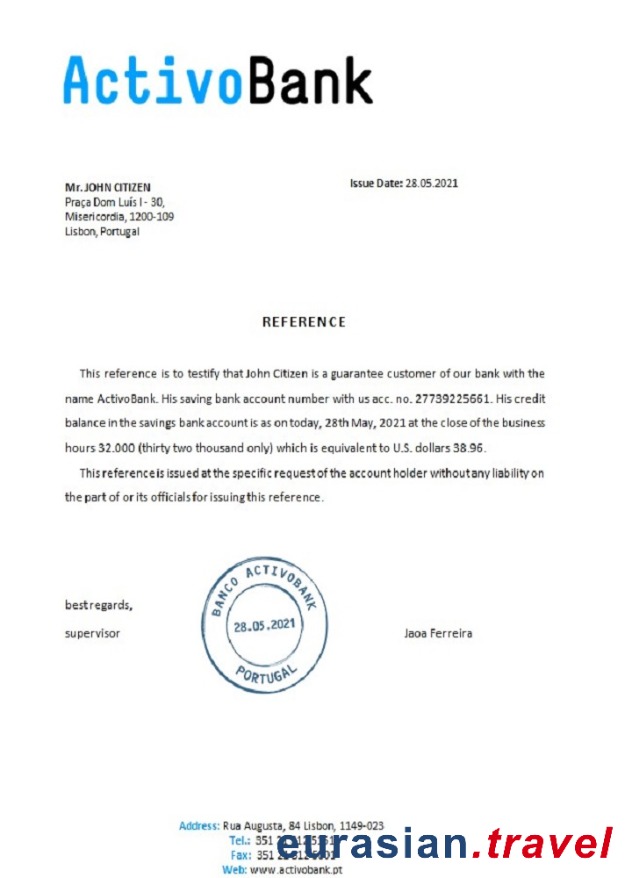 ActivoBank
Mr. JOHN CITIZEN
Praça Dom Luís I - 30,
Misericordia, 1200-109
Lisbon, Portugal
Issue Date: 28.05.2021
REFERENCE
This reference is to testify that John Citizen is a guarantee customer of our bank with the
name ActivoBank. His saving bank account number with us acc. no. 27739225661. His credit
balance in the savings bank account is as on today, 28th May, 2021 at the close of the business
hours 32.000 (thirty two thousand only) which is equivalent to U.S. dollars 38.96.
This reference is issued at the specific request of the account holder without any liability on
the part of or its officials for issuing this reference.
best regards,
supervisor
BANCO ACTIVOBANK
28.05.2021
PORTUGAL
Jaoa Ferreira
Address: Rua Augusta, 84 Lisbon, 1149-023
Tel.: 351
Fax: 351
Web: www.activobank.pt
eurasian.travel